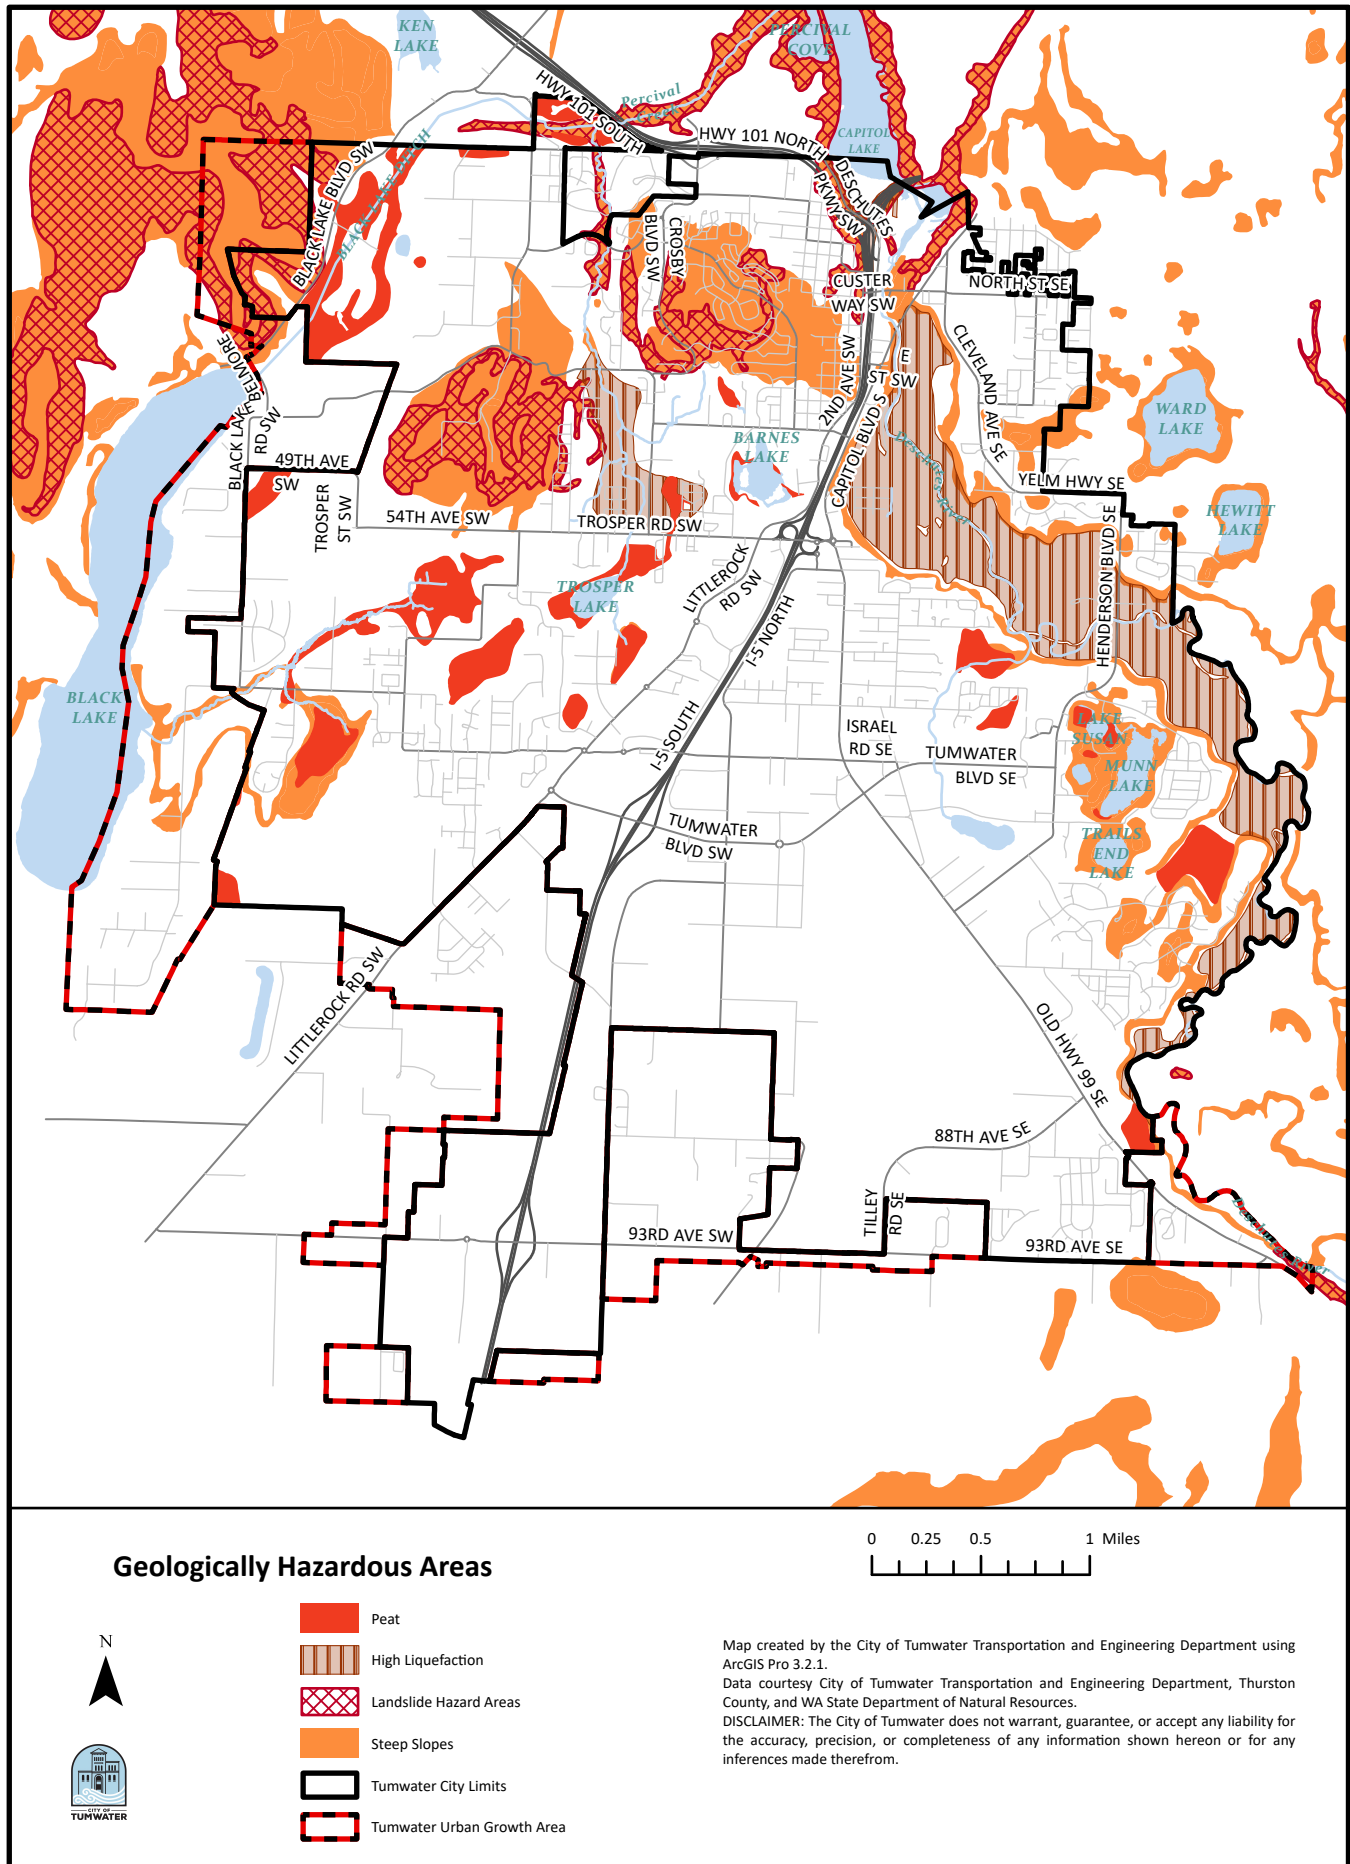 KEN
LAKE
PERCIVAL
COVE
Percival
Creek
HWY 101 SOUTH
HWY 101 NORTH
CAPITOL
LAKE
DESCHUTES
PKWY SW
BLACK LAKE BLVD SW
BLACK LAKE DITCH
CROSBY
BLVD SW
CUSTER
WAY SW
NORTH ST SE
CLEVELAND AVE SE
2ND AVE SW
E
ST SW
CAPITOL BLVD S
Deschutes River
BLACK LAKE BELMORE
RD SW
49TH AVE
SW
TROSPER
ST SW
54TH AVE SW
TROSPER RD SW
BARNES
LAKE
WARD
LAKE
YELM HWY SE
HEWITT
LAKE
HENDERSON BLVD SE
TROSPER
LAKE
LITTLEROCK
RD SW
I-5 NORTH
I-5 SOUTH
BLACK
LAKE
ISRAEL
RD SE
TUMWATER
BLVD SE
LAKE
SUSAN
MUNN
LAKE
TRAILS
END
LAKE
TUMWATER
BLVD SW
LITTLEROCK RD SW
OLD HWY 99 SE
88TH AVE SE
TILLEY
RD SE
93RD AVE SW
93RD AVE SE
Deschutes River
Geologically Hazardous Areas
0 0.25 0.5 1 Miles
N
Peat
High Liquefaction
Landslide Hazard Areas
Steep Slopes
Tumwater City Limits
Tumwater Urban Growth Area
CITY OF
TUMWATER
Map created by the City of Tumwater Transportation and Engineering Department using
ArcGIS Pro 3.2.1.
Data courtesy City of Tumwater Transportation and Engineering Department, Thurston
County, and WA State Department of Natural Resources.
DISCLAIMER: The City of Tumwater does not warrant, guarantee, or accept any liability for
the accuracy, precision, or completeness of any information shown hereon or for any
inferences made therefrom.